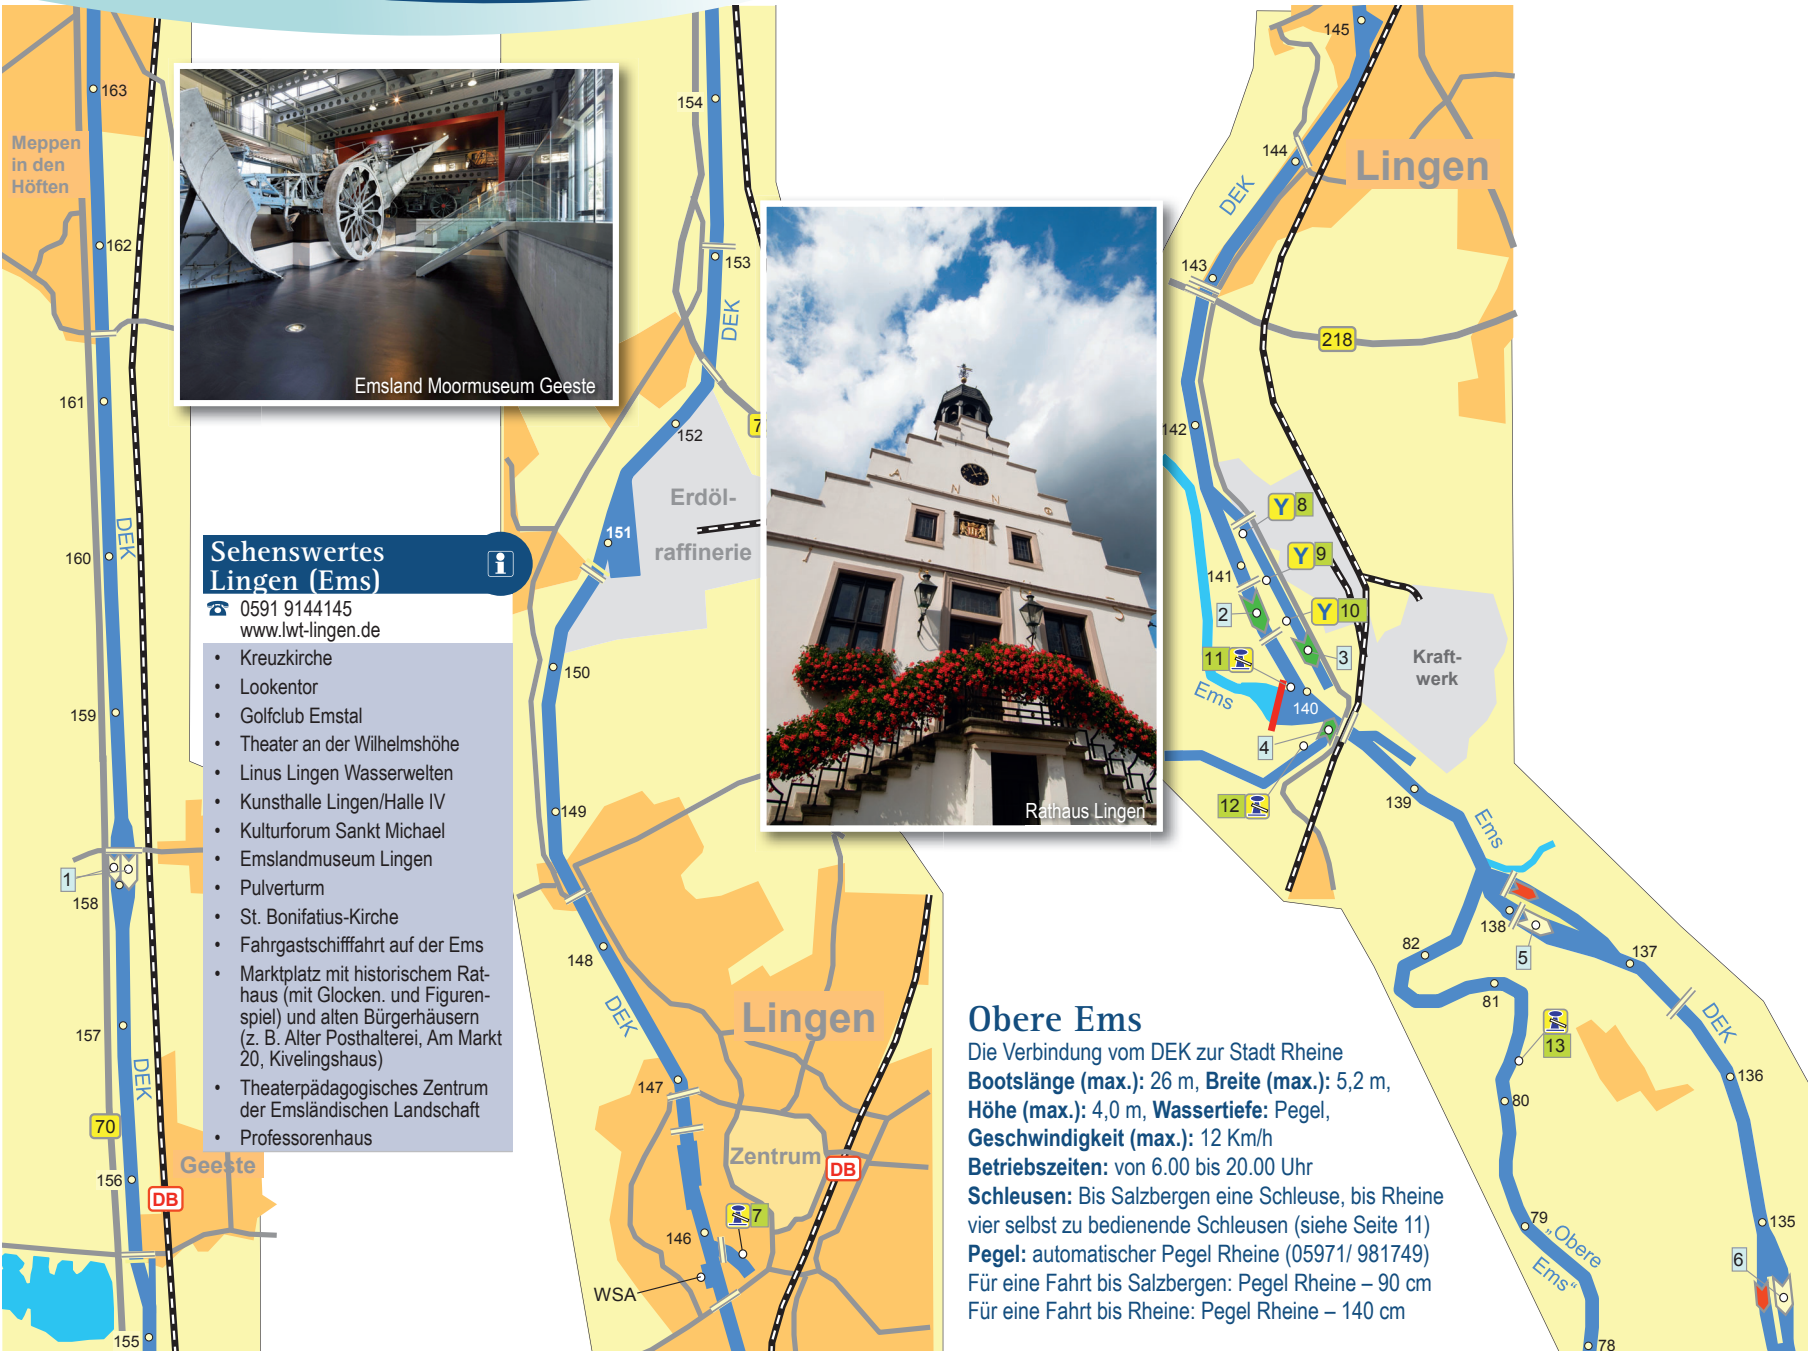 163
Meppen
in den
Höften
162
161
DEK
160
159
1
158
157
DEK
70
156
Geeste
DB
155
Emsland Moormuseum Geeste
Sehenswertes
Lingen (Ems)
i
☎ 0591 9144145
www.lwt-lingen.de
• Kreuzkirche
• Lookentor
• Golfclub Emstal
• Theater an der Wilhelmshöhe
• Linus Lingen Wasserwelten
• Kunsthalle Lingen/Halle IV
• Kulturforum Sankt Michael
• Emslandmuseum Lingen
• Pulverturm
• St. Bonifatius-Kirche
• Fahrgastschifffahrt auf der Ems
• Marktplatz mit historischem Rat-
haus (mit Glocken. und Figuren-
spiel) und alten Bürgerhäusern
(z. B. Alter Posthalterei, Am Markt
20, Kivelingshaus)
• Theaterpädagogisches Zentrum
der Emsländischen Landschaft
• Professorenhaus
154
153
DEK
152
7
Erdöl-
raffinerie
151
150
149
148
DEK
Lingen
147
Zentrum
DB
7
146
WSA
A N N O
Rathaus Lingen
Obere Ems
Die Verbindung vom DEK zur Stadt Rheine
Bootslänge (max.): 26 m, Breite (max.): 5,2 m,
Höhe (max.): 4,0 m, Wassertiefe: Pegel,
Geschwindigkeit (max.): 12 Km/h
Betriebszeiten: von 6.00 bis 20.00 Uhr
Schleusen: Bis Salzbergen eine Schleuse, bis Rheine
vier selbst zu bedienende Schleusen (siehe Seite 11)
Pegel: automatischer Pegel Rheine (05971/ 981749)
Für eine Fahrt bis Salzbergen: Pegel Rheine – 90 cm
Für eine Fahrt bis Rheine: Pegel Rheine – 140 cm
145
144
Lingen
DEK
143
218
142
Y 8
Y 9
141
2
Y 10
11
3
Kraft-
werk
Ems
140
4
12
139
Ems
138
5
137
82
81
DEK
13
136
80
79
„Obere
Ems“
135
6
78